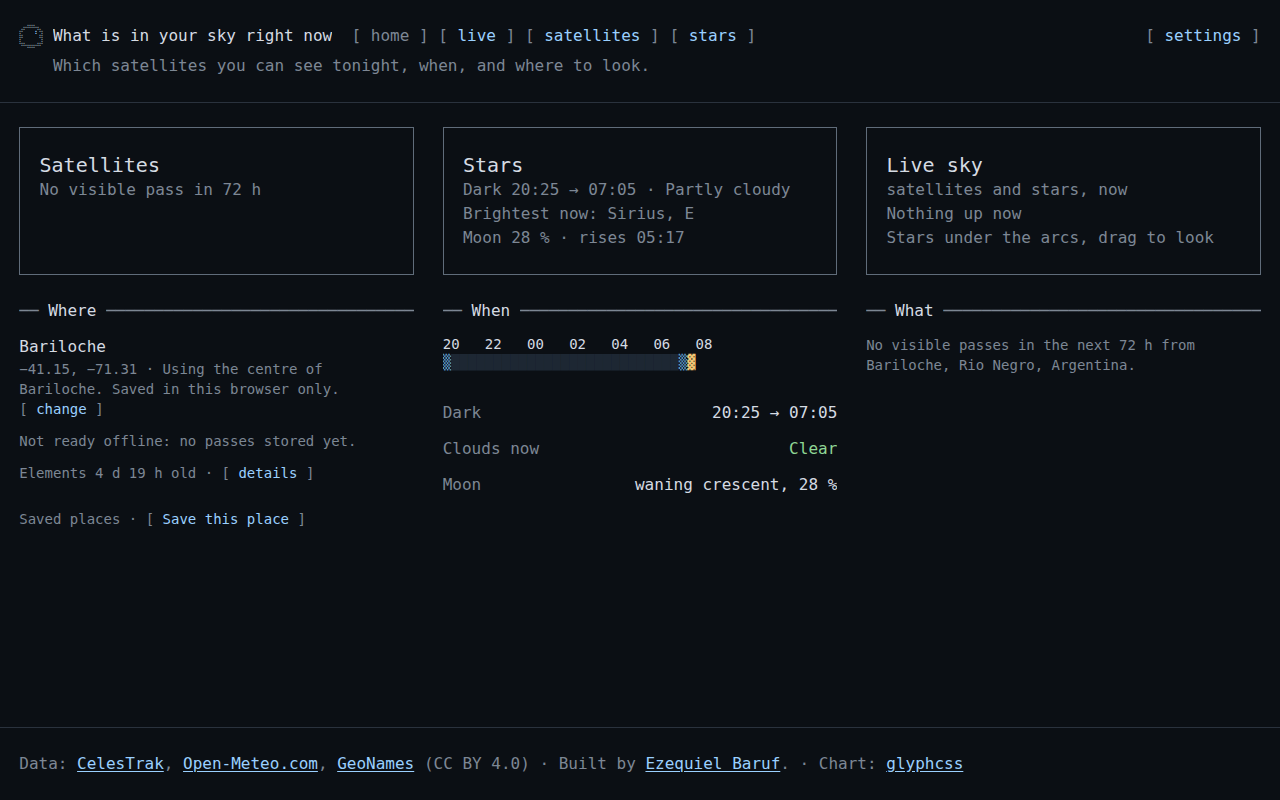 What is in your sky right now [ home ] [ live ] [ satellites ] [ stars ] [ settings ]
Which satellites you can see tonight, when, and where to look.
Satellites
No visible pass in 72 h
Stars
Dark 20:25 → 07:05 · Partly cloudy
Brightest now: Sirius, E
Moon 28 % · rises 05:17
Live sky
satellites and stars, now
Nothing up now
Stars under the arcs, drag to look
Where
Bariloche
−41.15, −71.31 · Using the centre of
Bariloche. Saved in this browser only.
[ change ]
Not ready offline: no passes stored yet.
Elements 4 d 19 h old · [ details ]
Saved places · [ Save this place ]
When
20 22 00 02 04 06 08
Dark 20:25 → 07:05
Clouds now Clear
Moon waning crescent, 28 %
What
No visible passes in the next 72 h from
Bariloche, Rio Negro, Argentina.
Data: CelesTrak, Open-Meteo.com, GeoNames (CC BY 4.0) · Built by Ezequiel Baruf. · Chart: glyphcss